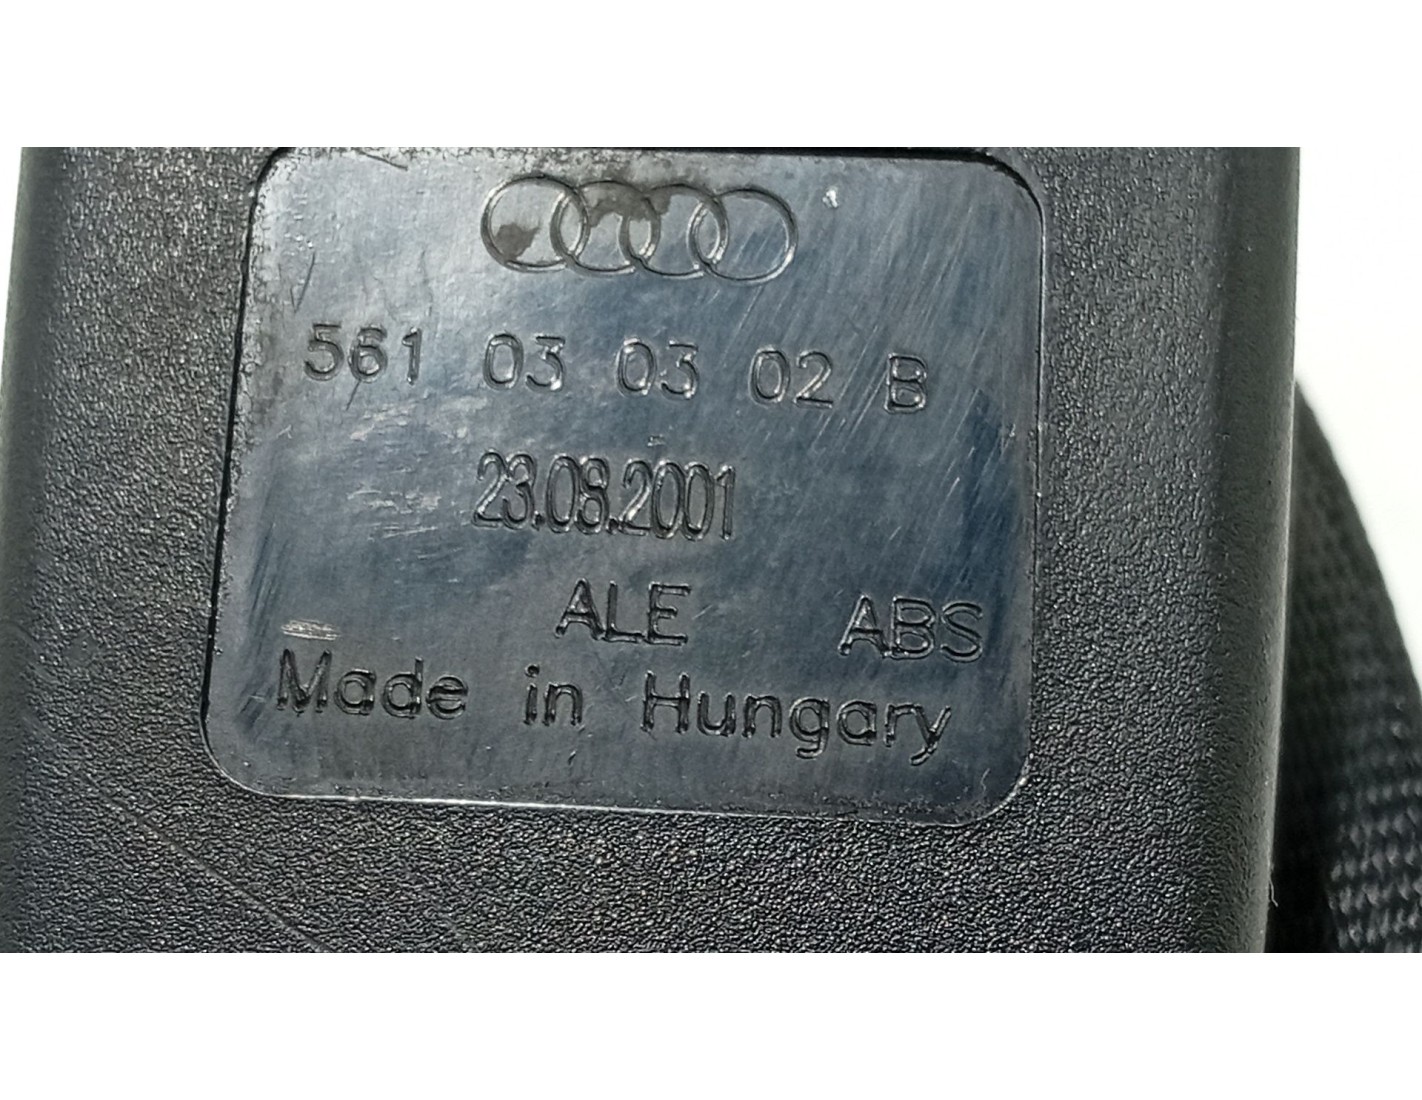 561 03 03 02 B
23.08.2001
ALE ABS
Made in Hungary